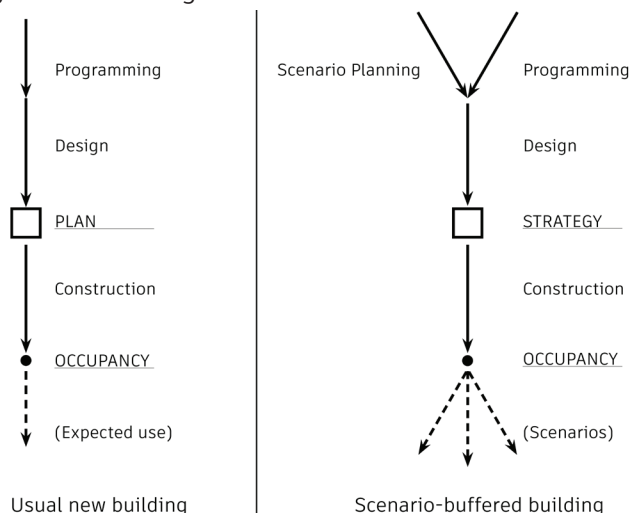 Programming
Design
PLAN
Construction
OCCUPANCY
(Expected use)
Usual new building
Scenario Planning
Programming
Design
STRATEGY
Construction
OCCUPANCY
(Scenarios)
Scenario-buffered building